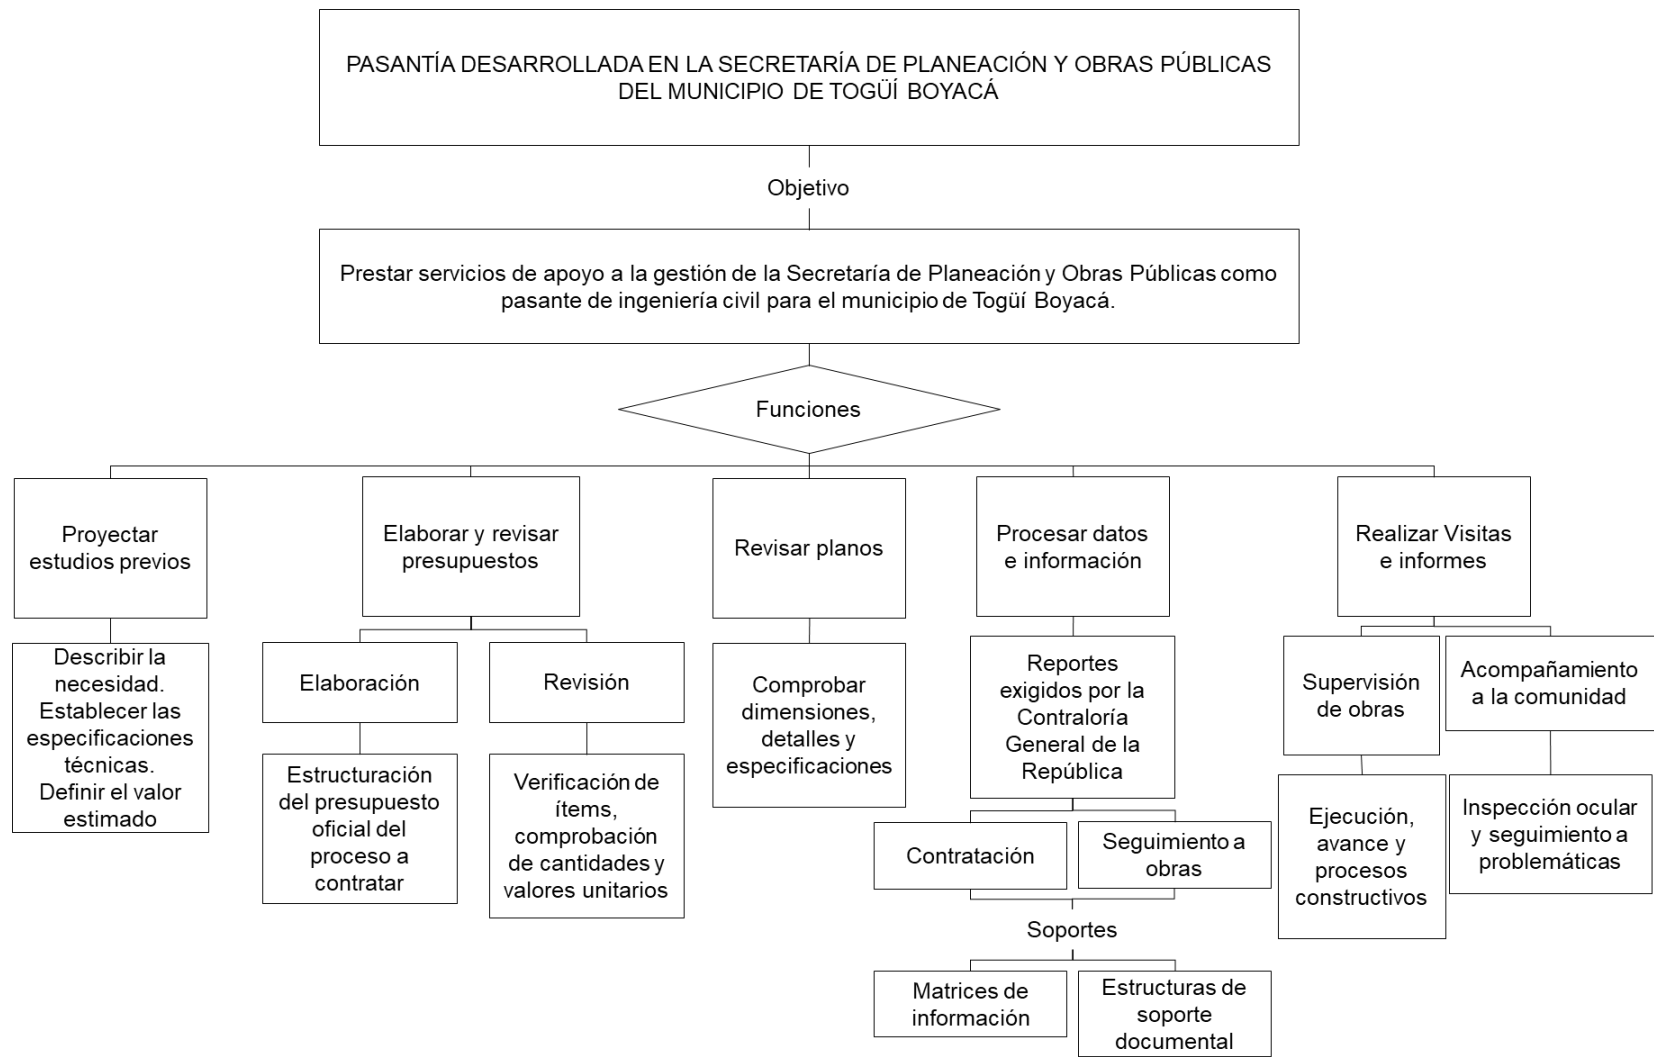 PASANTÍA DESARROLLADA EN LA SECRETARÍA DE PLANEACIÓN Y OBRAS PÚBLICAS
DEL MUNICIPIO DE TOGÜÍ BOYACÁ
Objetivo
Prestar servicios de apoyo a la gestión de la Secretaría de Planeación y Obras Públicas como
pasante de ingeniería civil para el municipio de Togüí Boyacá.
Funciones
Proyectar
estudios previos
Describir la
necesidad.
Establecer las
especificaciones
técnicas.
Definir el valor
estimado
Elaborar y revisar
presupuestos
Elaboración
Estructuración
del presupuesto
oficial del
proceso a
contratar
Revisión
Verificación de
ítems,
comprobación
de cantidades y
valores unitarios
Revisar planos
Comprobar
dimensiones,
detalles y
especificaciones
Procesar datos
e información
Reportes
exigidos por la
Contraloría
General de la
República
Contratación
Seguimiento a
obras
Soportes
Matrices de
información
Estructuras de
soporte
documental
Realizar Visitas
e informes
Supervisión
de obras
Ejecución,
avance y
procesos
constructivos
Acompañamiento
a la comunidad
Inspección ocular
y seguimiento a
problemáticas